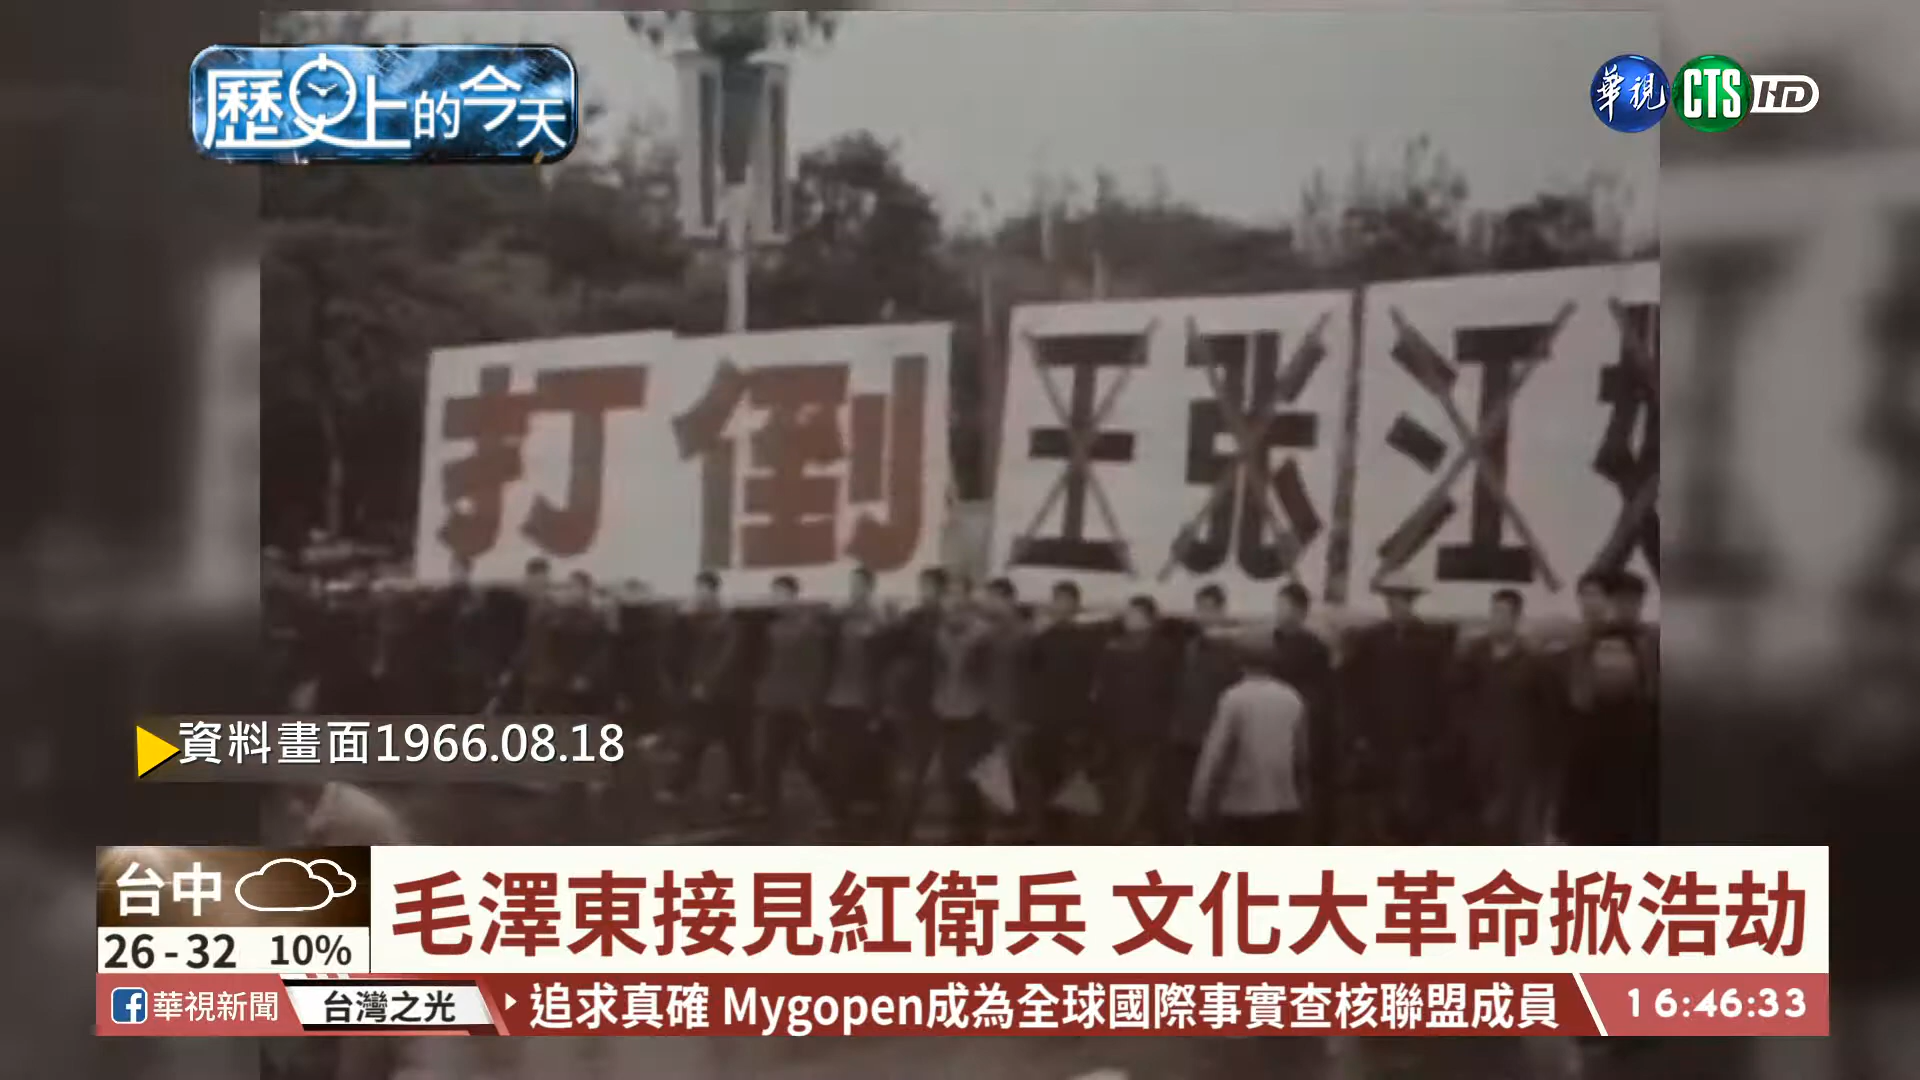 歷史上的今天
華視 CTS HD
打倒 王張江
資料畫面1966.08.18
台中
26-32 10%
毛澤東接見紅衛兵 文化大革命掀浩劫
華視新聞 台灣之光 追求真確 Mygopen成為全球國際事實查核聯盟成員 16:46:33